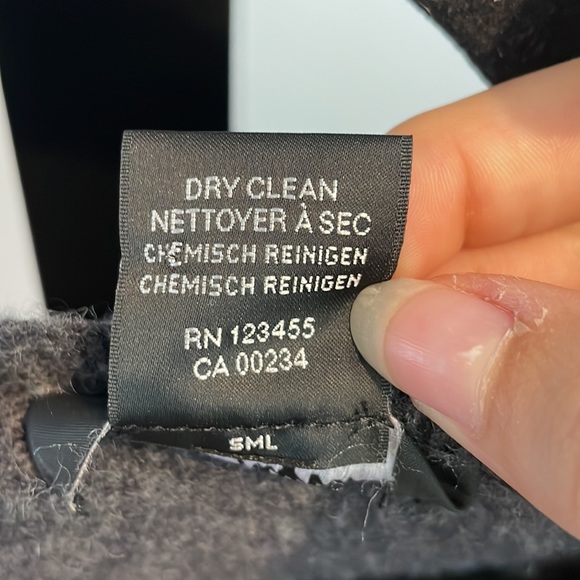 DRY CLEAN
NETTOYER À SEC
CHEMISCH REINIGEN
CHEMISCH REINIGEN
RN 123455
CA 00234
SML